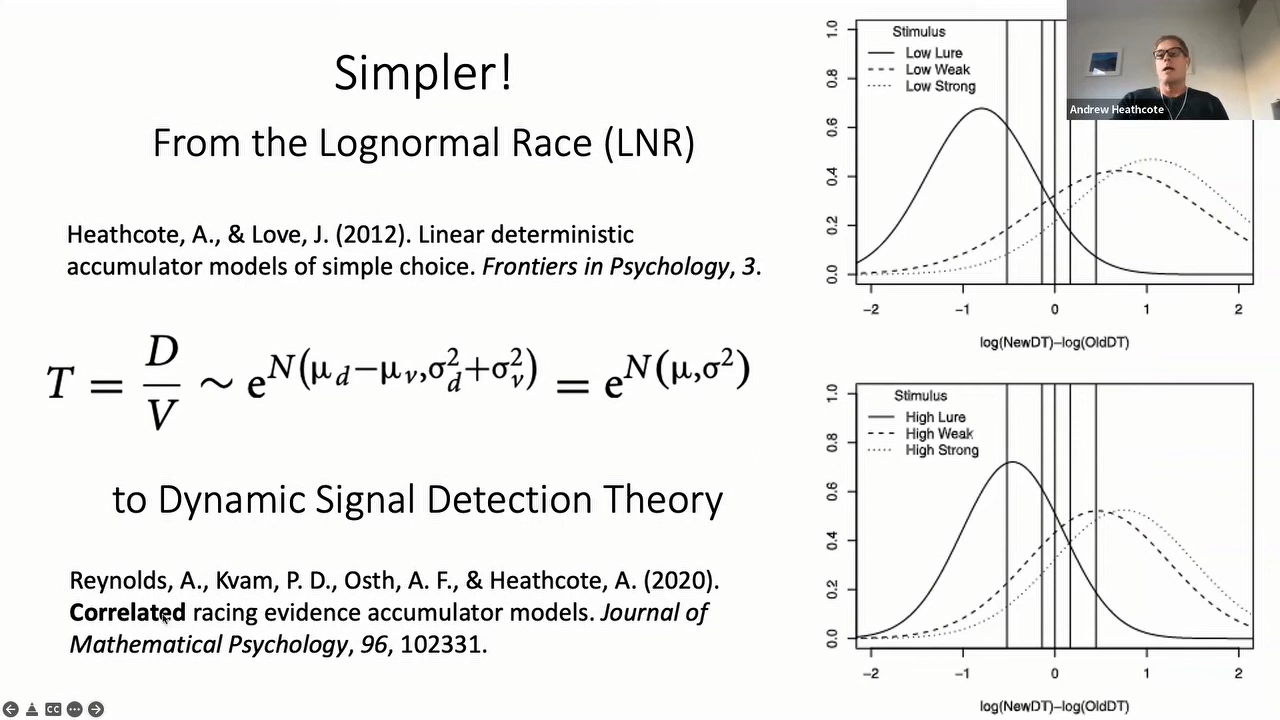 Simpler!
From the Lognormal Race (LNR)
Heathcote, A., & Love, J. (2012). Linear deterministic
accumulator models of simple choice. Frontiers in Psychology, 3.
T = D/V ~ e^N(μd−μv,σ²d+σ²v) = e^N(μ,σ²)
to Dynamic Signal Detection Theory
Reynolds, A., Kvam, P. D., Osth, A. F., & Heathcote, A. (2020).
Correlated racing evidence accumulator models. Journal of
Mathematical Psychology, 96, 102331.
CC
Stimulus
Low Lure
Low Weak
Low Strong
1.0
0.8
0.6
0.4
0.2
0.0
−2 −1 0 1 2
log(NewDT)−log(OldDT)
Andrew Heathcote
Stimulus
High Lure
High Weak
High Strong
1.0
0.8
0.6
0.4
0.2
0.0
−2 −1 0 1 2
log(NewDT)−log(OldDT)